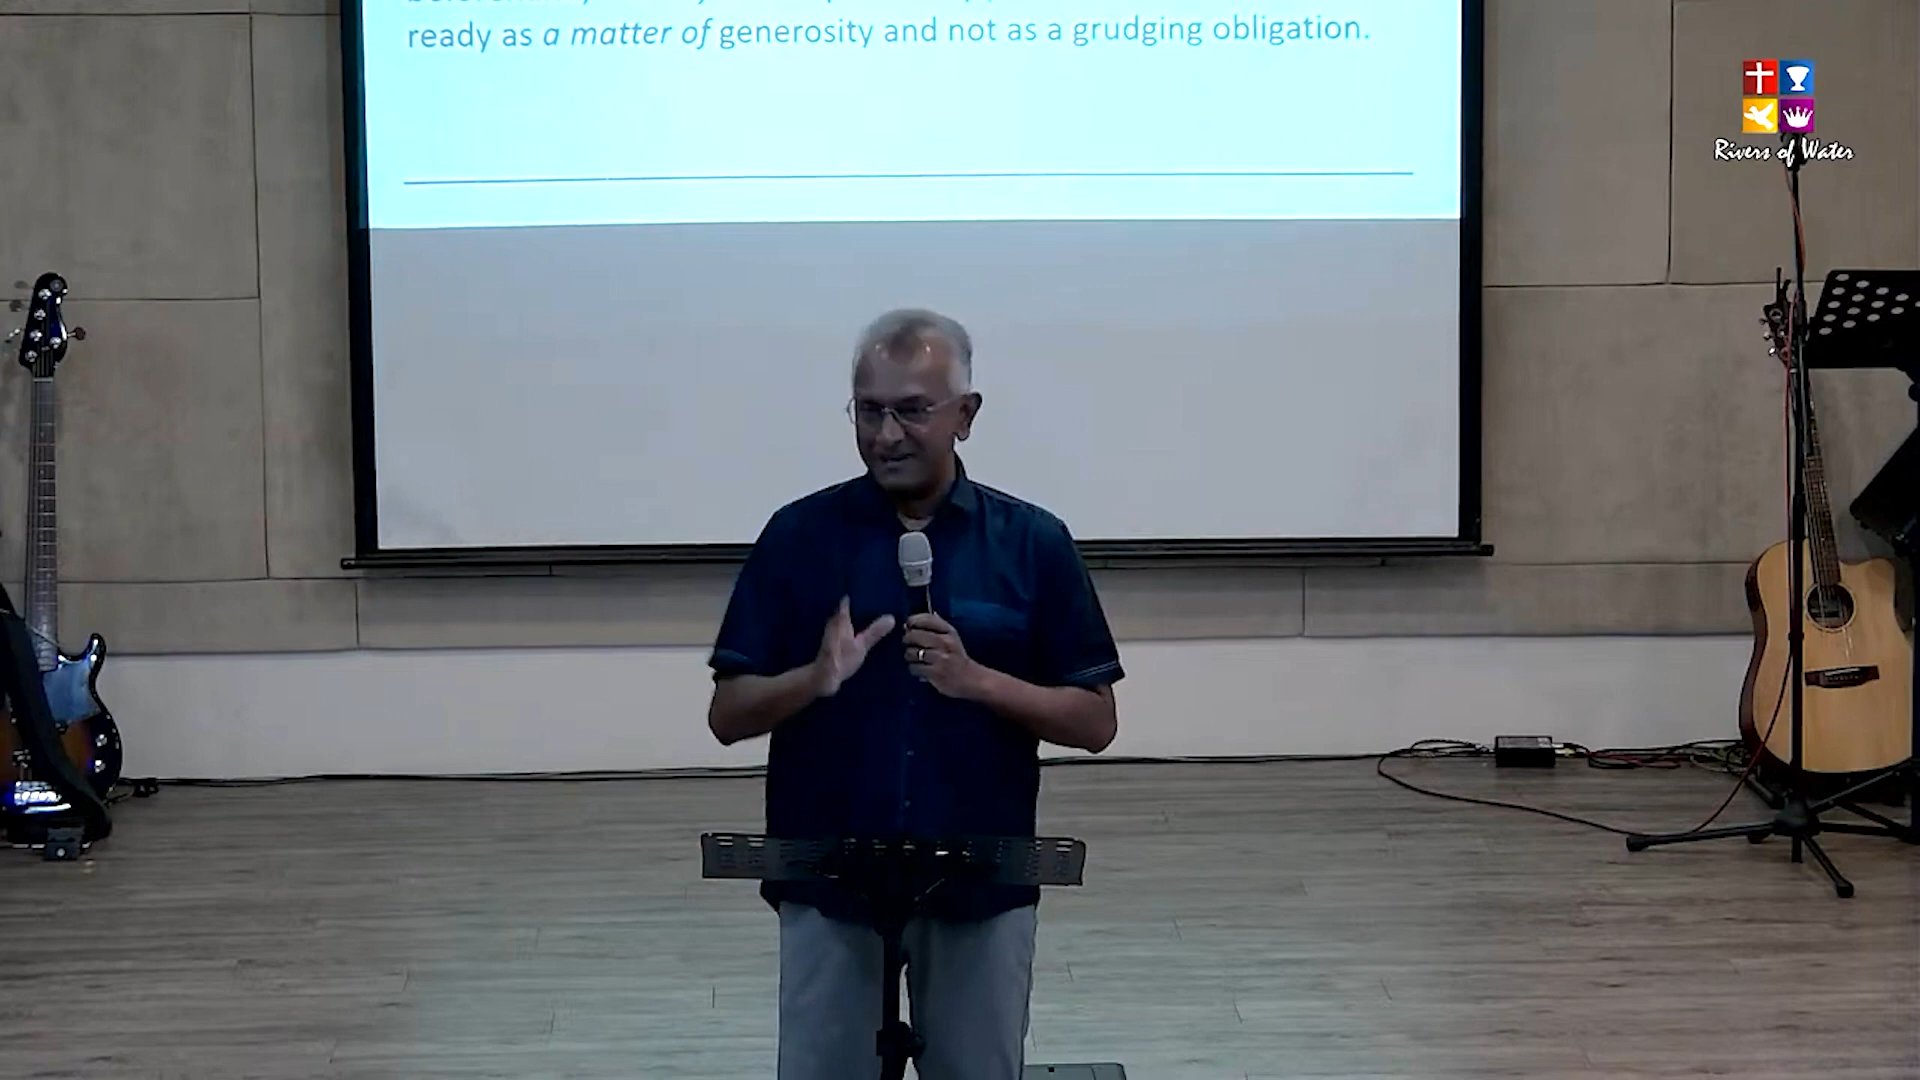 ready as a matter of generosity and not as a grudging obligation.
Rivers of Water